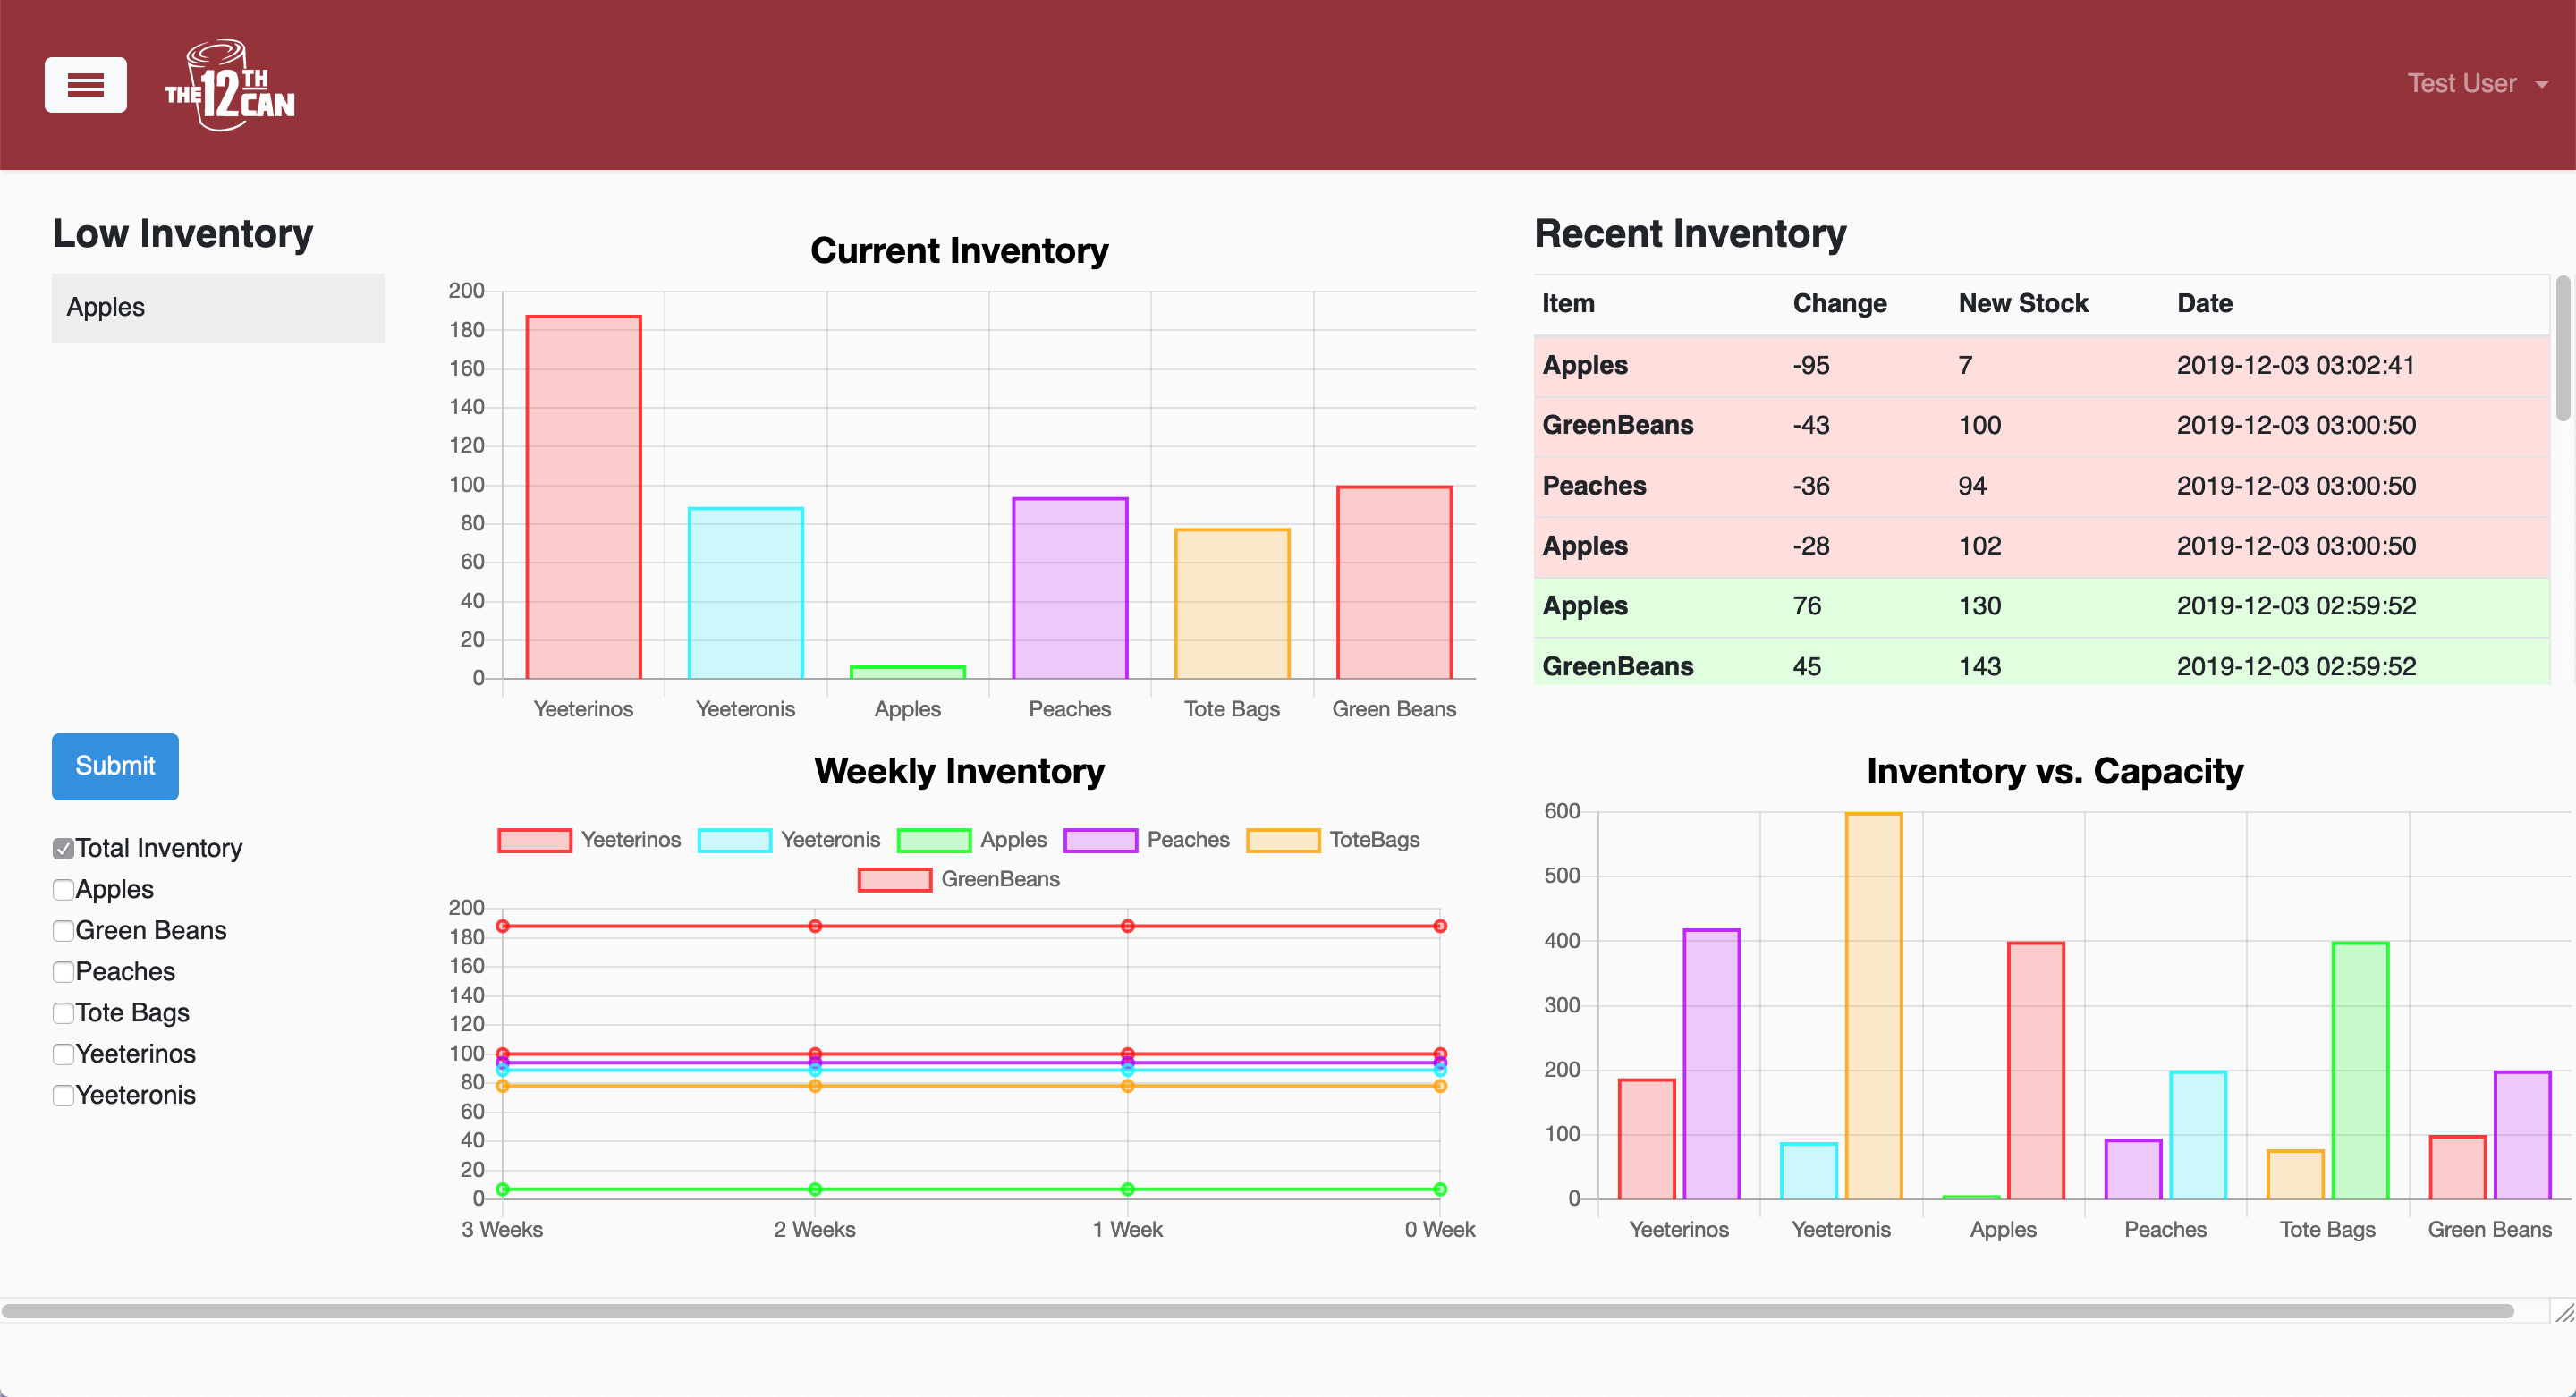 THE 12TH CAN
Test User
Low Inventory
Apples
Current Inventory
200
180
160
140
120
100
80
60
40
20
0
Yeeterinos Yeeteronis Apples Peaches Tote Bags Green Beans
Recent Inventory
Item Change New Stock Date
Apples -95 7 2019-12-03 03:02:41
GreenBeans -43 100 2019-12-03 03:00:50
Peaches -36 94 2019-12-03 03:00:50
Apples -28 102 2019-12-03 03:00:50
Apples 76 130 2019-12-03 02:59:52
GreenBeans 45 143 2019-12-03 02:59:52
Submit
Total Inventory
Apples
Green Beans
Peaches
Tote Bags
Yeeterinos
Yeeteronis
Weekly Inventory
Yeeterinos Yeeteronis Apples Peaches ToteBags
GreenBeans
200
180
160
140
120
100
80
60
40
20
0
3 Weeks 2 Weeks 1 Week 0 Week
Inventory vs. Capacity
600
500
400
300
200
100
0
Yeeterinos Yeeteronis Apples Peaches Tote Bags Green Beans